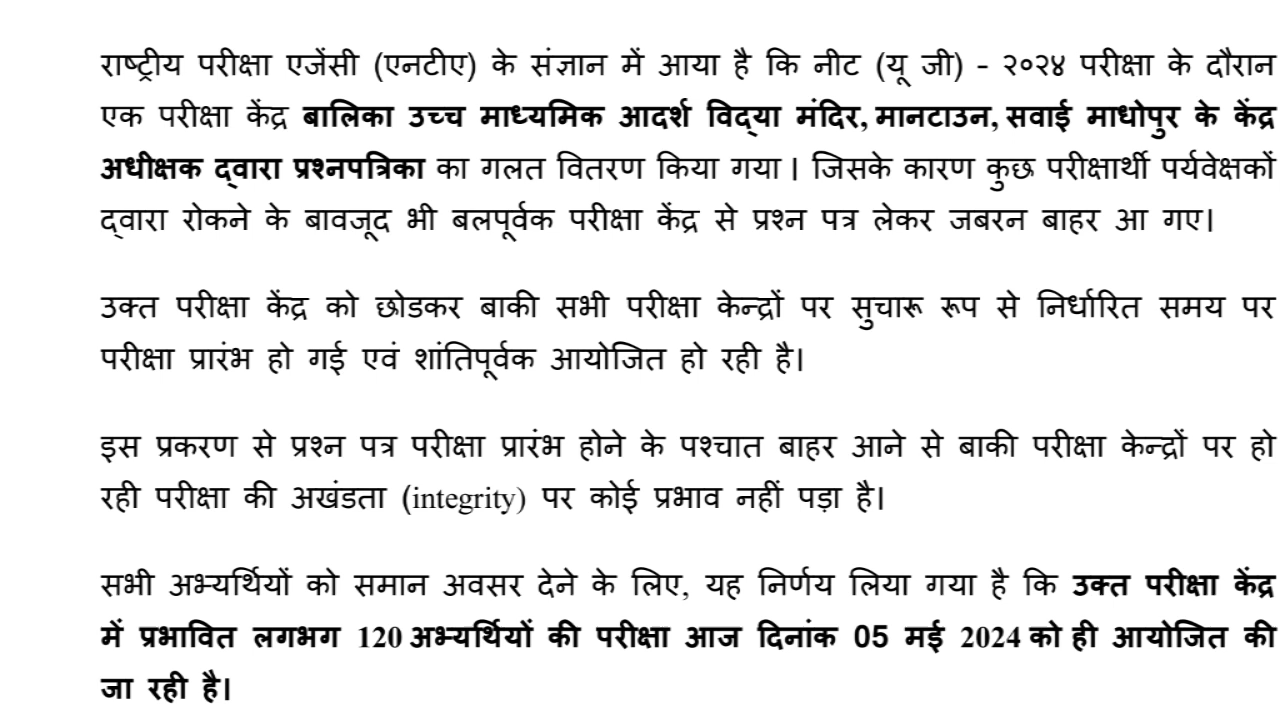 राष्ट्रीय परीक्षा एजेंसी (एनटीए) के संज्ञान में आया है कि नीट (यू जी) - २०२४ परीक्षा के दौरान
एक परीक्षा केंद्र बालिका उच्च माध्यमिक आदर्श विद्या मंदिर, मानटाउन, सवाई माधोपुर के केंद्र
अधीक्षक द्वारा प्रश्नपत्रिका का गलत वितरण किया गया। जिसके कारण कुछ परीक्षार्थी पर्यवेक्षकों
द्वारा रोकने के बावजूद भी बलपूर्वक परीक्षा केंद्र से प्रश्न पत्र लेकर जबरन बाहर आ गए।
उक्त परीक्षा केंद्र को छोडकर बाकी सभी परीक्षा केन्द्रों पर सुचारू रूप से निर्धारित समय पर
परीक्षा प्रारंभ हो गई एवं शांतिपूर्वक आयोजित हो रही है।
इस प्रकरण से प्रश्न पत्र परीक्षा प्रारंभ होने के पश्चात बाहर आने से बाकी परीक्षा केन्द्रों पर हो
रही परीक्षा की अखंडता (integrity) पर कोई प्रभाव नहीं पड़ा है।
सभी अभ्यर्थियों को समान अवसर देने के लिए, यह निर्णय लिया गया है कि उक्त परीक्षा केंद्र
में प्रभावित लगभग 120 अभ्यर्थियों की परीक्षा आज दिनांक 05 मई 2024 को ही आयोजित की
जा रही है।